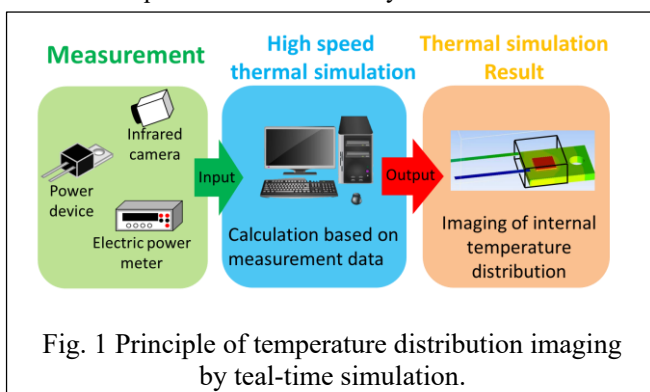 Measurement
High speed
thermal simulation
Thermal simulation
Result
Infrared
camera
Power
device
Electric power
meter
Input
Calculation based on
measurement data
Output
Imaging of internal
temperature
distribution
Fig. 1 Principle of temperature distribution imaging
by teal-time simulation.